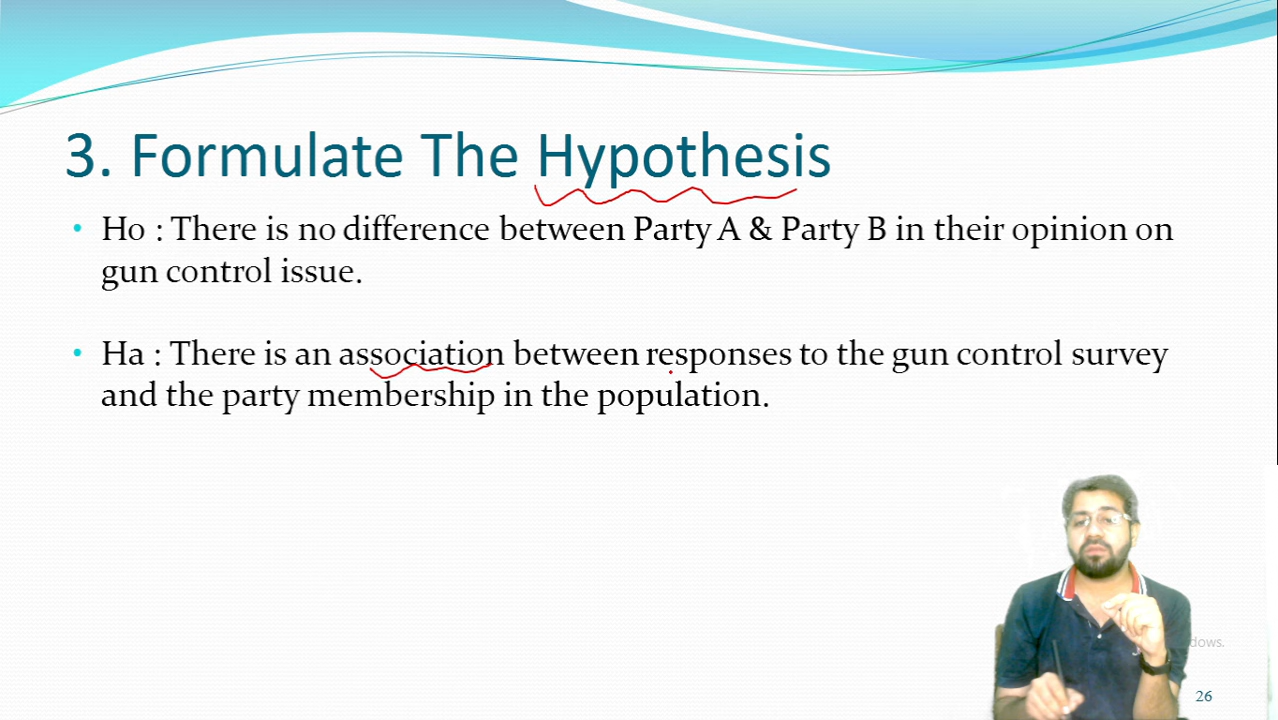 3. Formulate The Hypothesis
• Ho : There is no difference between Party A & Party B in their opinion on
gun control issue.
• Ha : There is an association between responses to the gun control survey
and the party membership in the population.
dows.
26